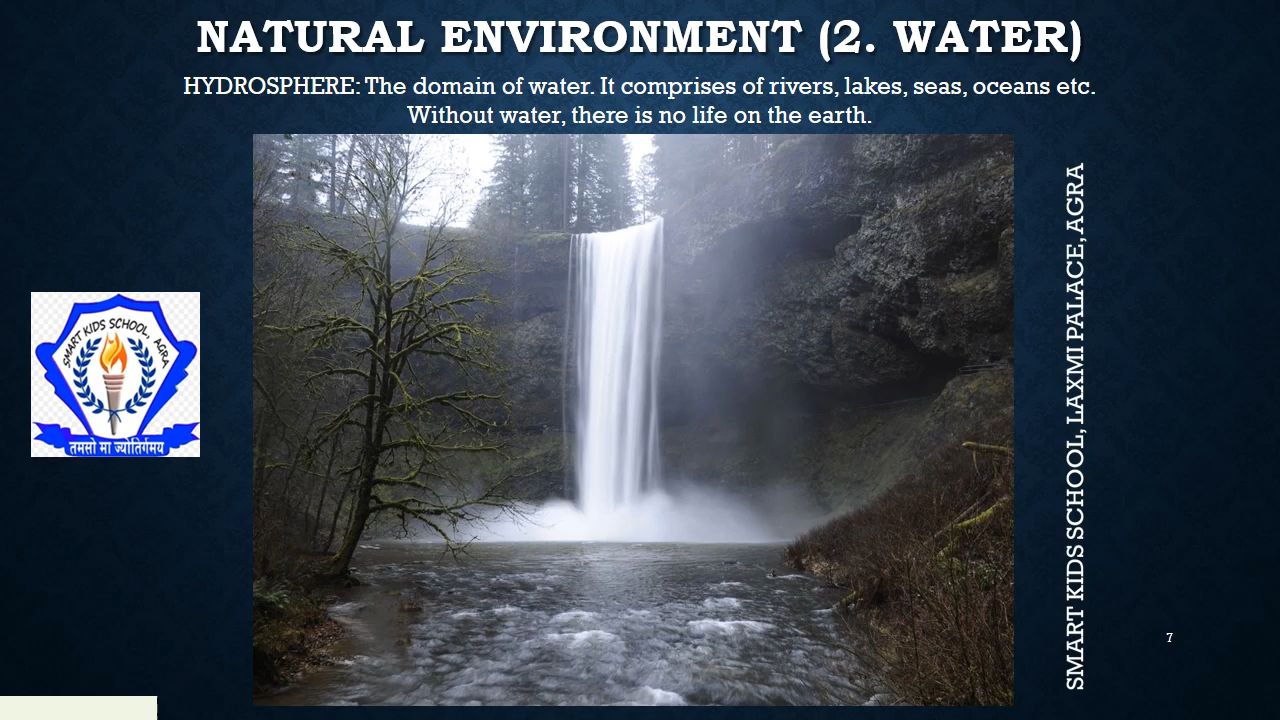 NATURAL ENVIRONMENT (2. WATER)
HYDROSPHERE: The domain of water. It comprises of rivers, lakes, seas, oceans etc.
Without water, there is no life on the earth.
SMART KIDS SCHOOL, AGRA
तमसो मा ज्योतिर्गमय
SMART KIDS SCHOOL, LAXMI PALACE, AGRA
7